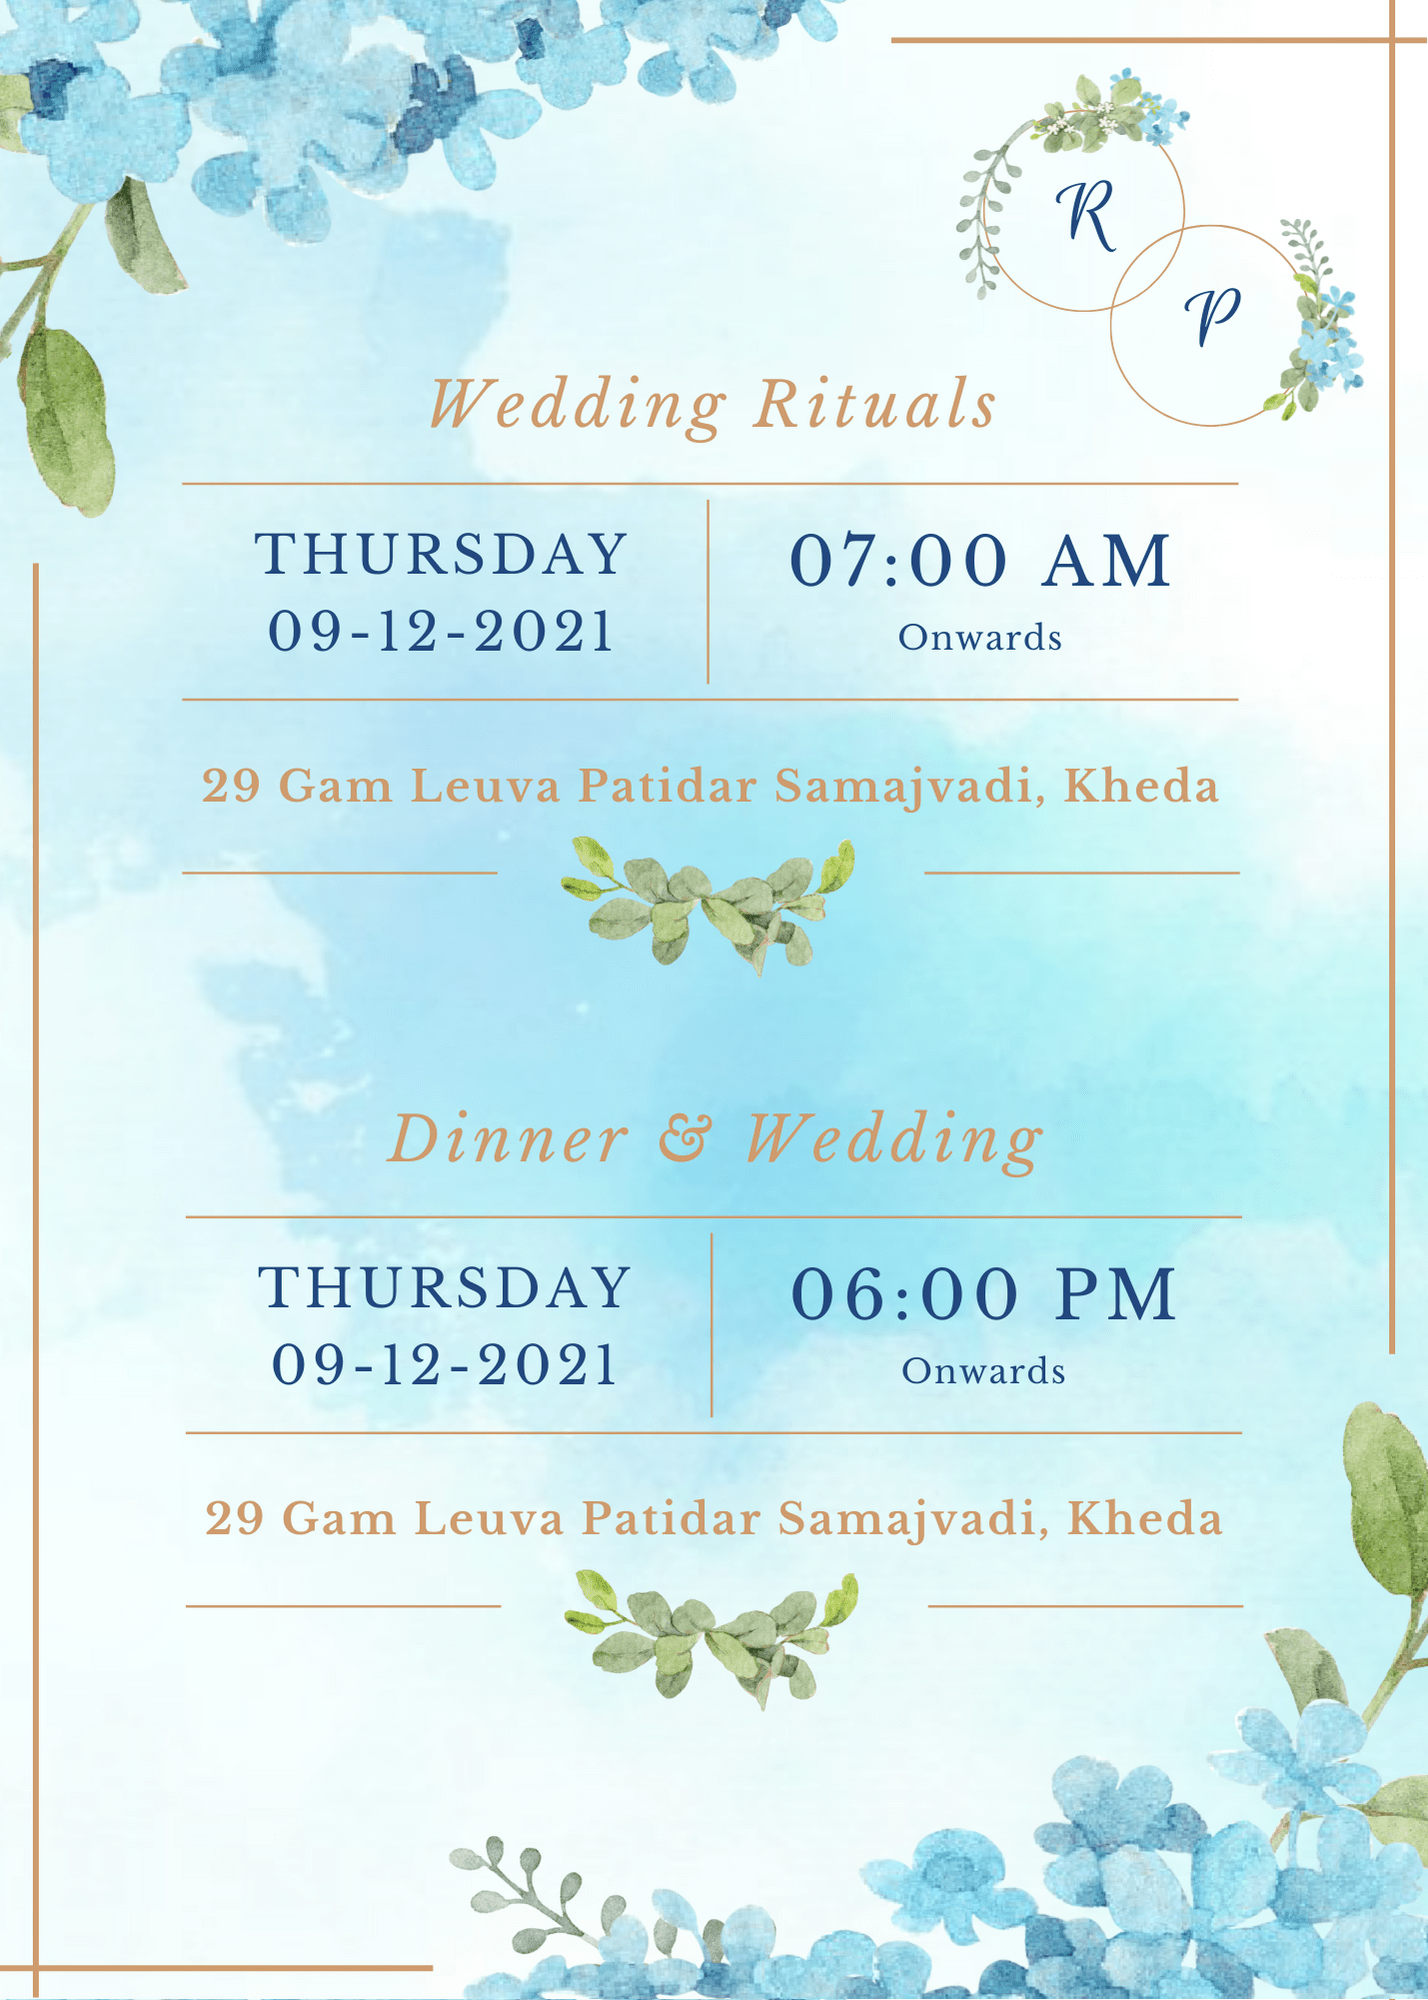 R
P
Wedding Rituals
THURSDAY
09-12-2021
07:00 AM
Onwards
29 Gam Leuva Patidar Samajvadi, Kheda
Dinner & Wedding
THURSDAY
09-12-2021
06:00 PM
Onwards
29 Gam Leuva Patidar Samajvadi, Kheda